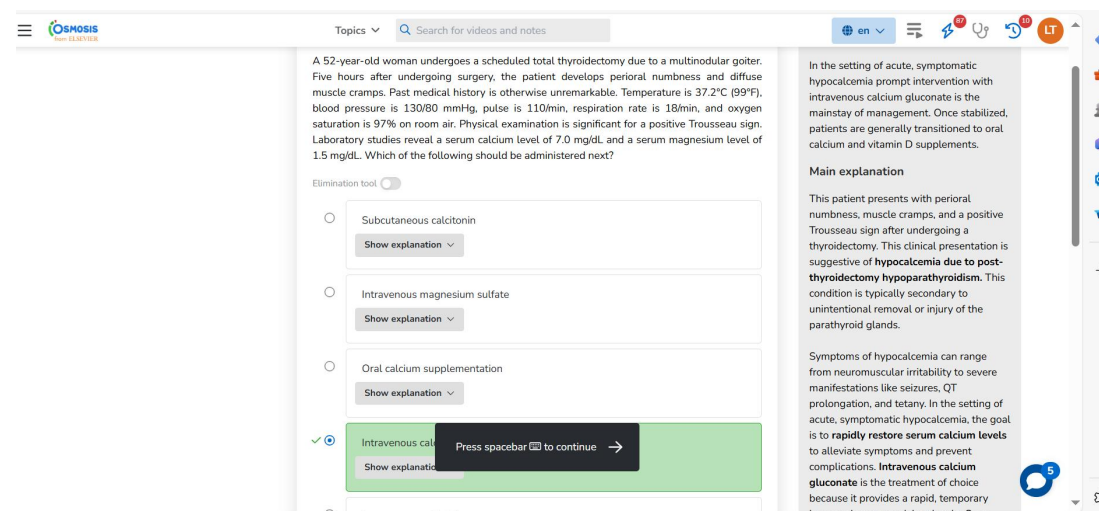 OSMOSIS
from ELSEVIER
Topics
Search for videos and notes
en
87
10
LT
A 52-year-old woman undergoes a scheduled total thyroidectomy due to a multinodular goiter.
Five hours after undergoing surgery, the patient develops perioral numbness and diffuse
muscle cramps. Past medical history is otherwise unremarkable. Temperature is 37.2°C (99°F),
blood pressure is 130/80 mmHg, pulse is 110/min, respiration rate is 18/min, and oxygen
saturation is 97% on room air. Physical examination is significant for a positive Trousseau sign.
Laboratory studies reveal a serum calcium level of 7.0 mg/dL and a serum magnesium level of
1.5 mg/dL. Which of the following should be administered next?
Elimination tool
Subcutaneous calcitonin
Show explanation
Intravenous magnesium sulfate
Show explanation
Oral calcium supplementation
Show explanation
Intravenous cal
Show explanatio
Press spacebar to continue
In the setting of acute, symptomatic
hypocalcemia prompt intervention with
intravenous calcium gluconate is the
mainstay of management. Once stabilized,
patients are generally transitioned to oral
calcium and vitamin D supplements.
Main explanation
This patient presents with perioral
numbness, muscle cramps, and a positive
Trousseau sign after undergoing a
thyroidectomy. This clinical presentation is
suggestive of hypocalcemia due to post-
thyroidectomy hypoparathyroidism. This
condition is typically secondary to
unintentional removal or injury of the
parathyroid glands.
Symptoms of hypocalcemia can range
from neuromuscular irritability to severe
manifestations like seizures, QT
prolongation, and tetany. In the setting of
acute, symptomatic hypocalcemia, the goal
is to rapidly restore serum calcium levels
to alleviate symptoms and prevent
complications. Intravenous calcium
gluconate is the treatment of choice
because it provides a rapid, temporary
5